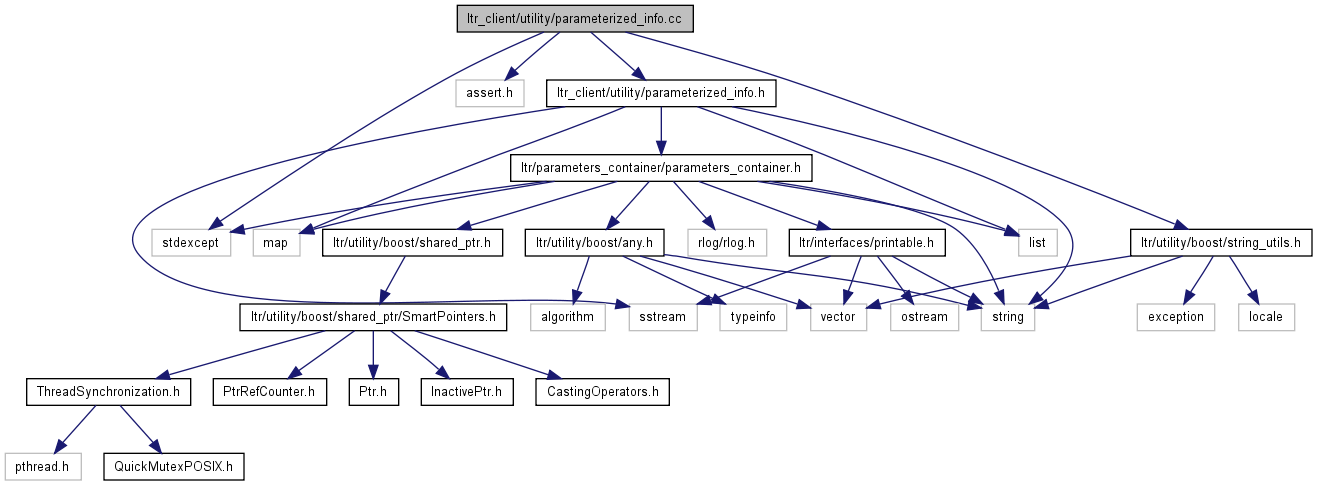 ltr_client/utility/parameterized_info.cc
assert.h
ltr_client/utility/parameterized_info.h
ltr/parameters_container/parameters_container.h
stdexcept
map
ltr/utility/boost/shared_ptr.h
ltr/utility/boost/any.h
rlog/rlog.h
ltr/interfaces/printable.h
list
ltr/utility/boost/string_utils.h
ltr/utility/boost/shared_ptr/SmartPointers.h
algorithm
sstream
typeinfo
vector
ostream
string
exception
locale
ThreadSynchronization.h
PtrRefCounter.h
Ptr.h
InactivePtr.h
CastingOperators.h
pthread.h
QuickMutexPOSIX.h